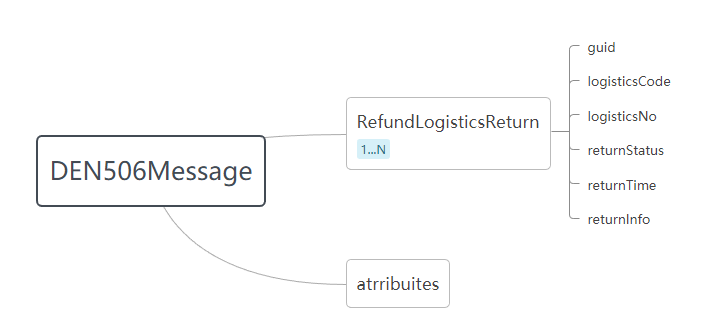 DEN506Message
RefundLogisticsReturn
1...N
guid
logisticsCode
logisticsNo
returnStatus
returnTime
returnInfo
atrribuites